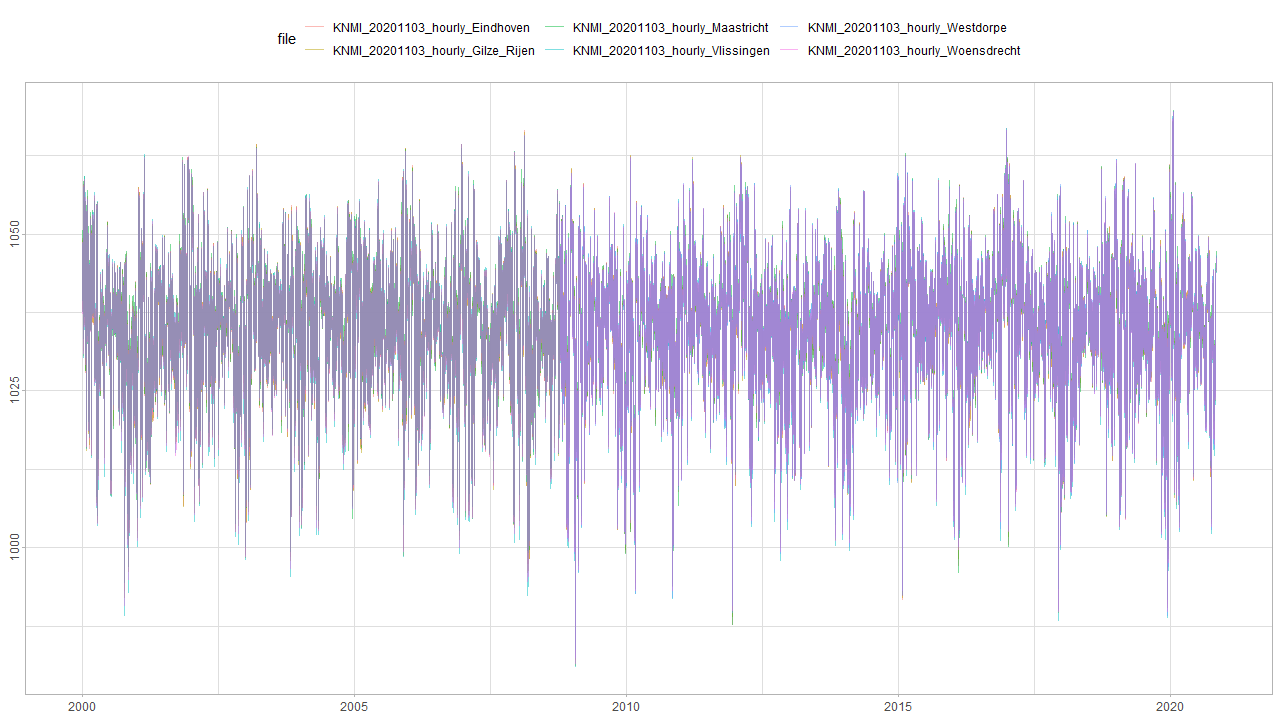 file
KNMI_20201103_hourly_Eindhoven KNMI_20201103_hourly_Maastricht KNMI_20201103_hourly_Westdorpe
KNMI_20201103_hourly_Gilze_Rijen KNMI_20201103_hourly_Vlissingen KNMI_20201103_hourly_Woensdrecht
1050
1025
1000
2000 2005 2010 2015 2020